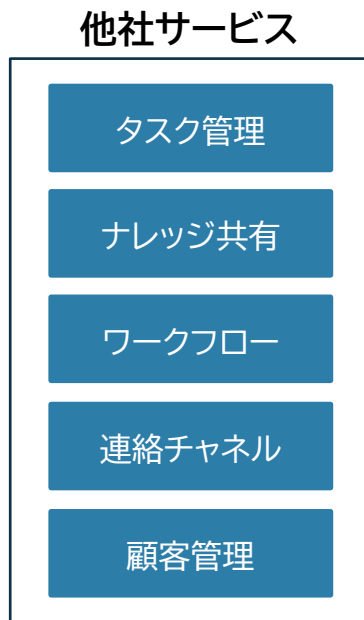 他社サービス
タスク管理
ナレッジ共有
ワークフロー
連絡チャネル
顧客管理